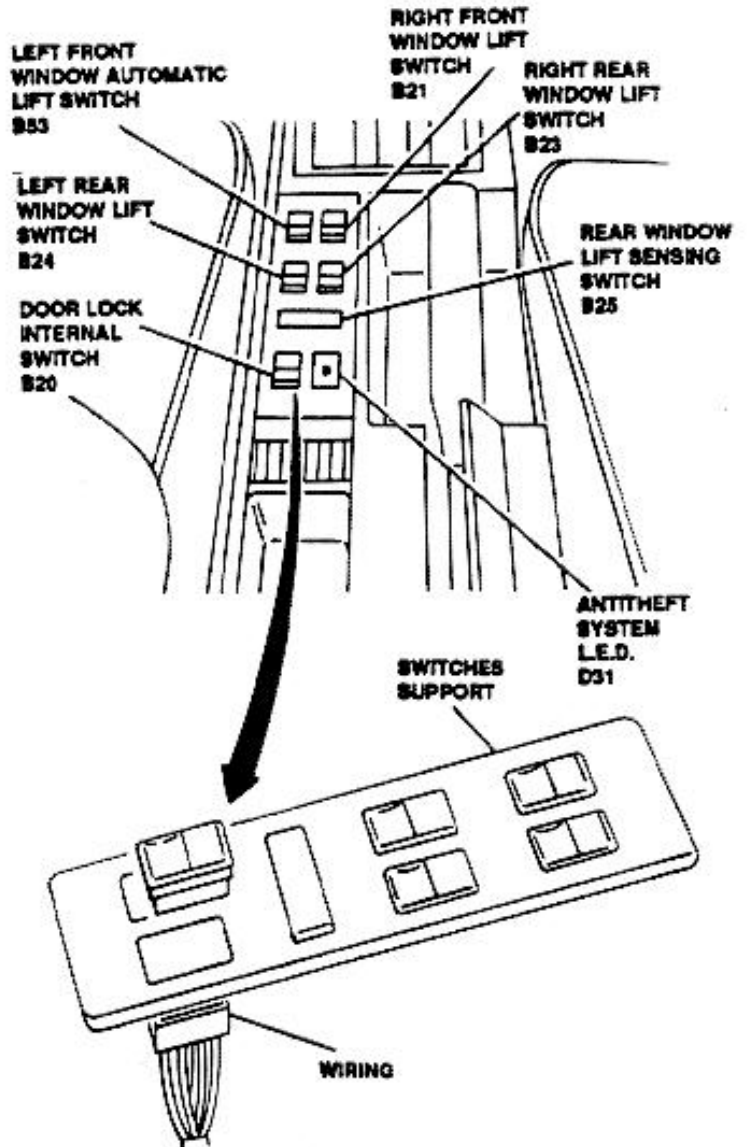 LEFT FRONT
WINDOW AUTOMATIC
LIFT SWITCH
B53
RIGHT FRONT
WINDOW LIFT
SWITCH
B21
RIGHT REAR
WINDOW LIFT
SWITCH
B23
LEFT REAR
WINDOW LIFT
SWITCH
B24
REAR WINDOW
LIFT SENSING
SWITCH
B25
DOOR LOCK
INTERNAL
SWITCH
B20
ANTITHEFT
SYSTEM
L.E.D.
D31
SWITCHES
SUPPORT
WIRING